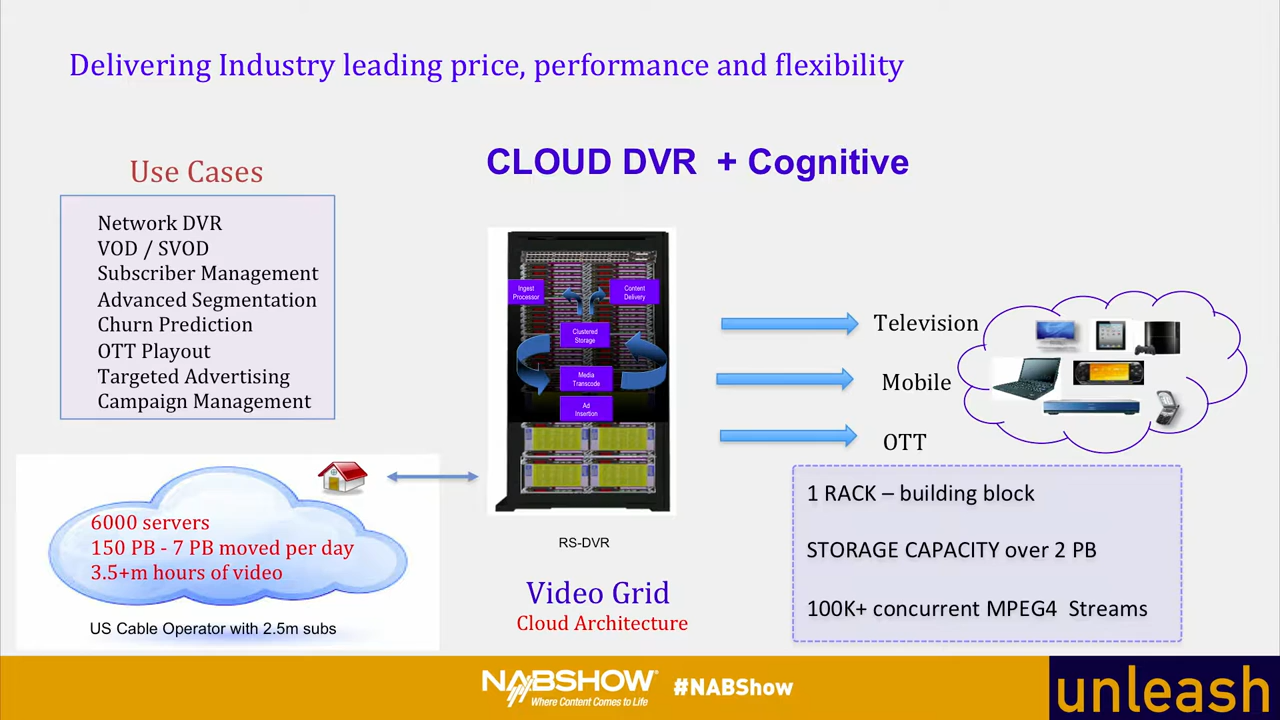 Delivering Industry leading price, performance and flexibility
CLOUD DVR + Cognitive
Use Cases
Network DVR
VOD / SVOD
Subscriber Management
Advanced Segmentation
Churn Prediction
OTT Playout
Targeted Advertising
Campaign Management
Ingest
Processor
Content
Delivery
Clustered
Storage
Media
Transcode
Ad
Insertion
RS-DVR
Video Grid
Cloud Architecture
Television
Mobile
OTT
6000 servers
150 PB - 7 PB moved per day
3.5+m hours of video
US Cable Operator with 2.5m subs
1 RACK – building block
STORAGE CAPACITY over 2 PB
100K+ concurrent MPEG4 Streams
NABSHOW®
Where Content Comes to Life
#NABShow
unleash